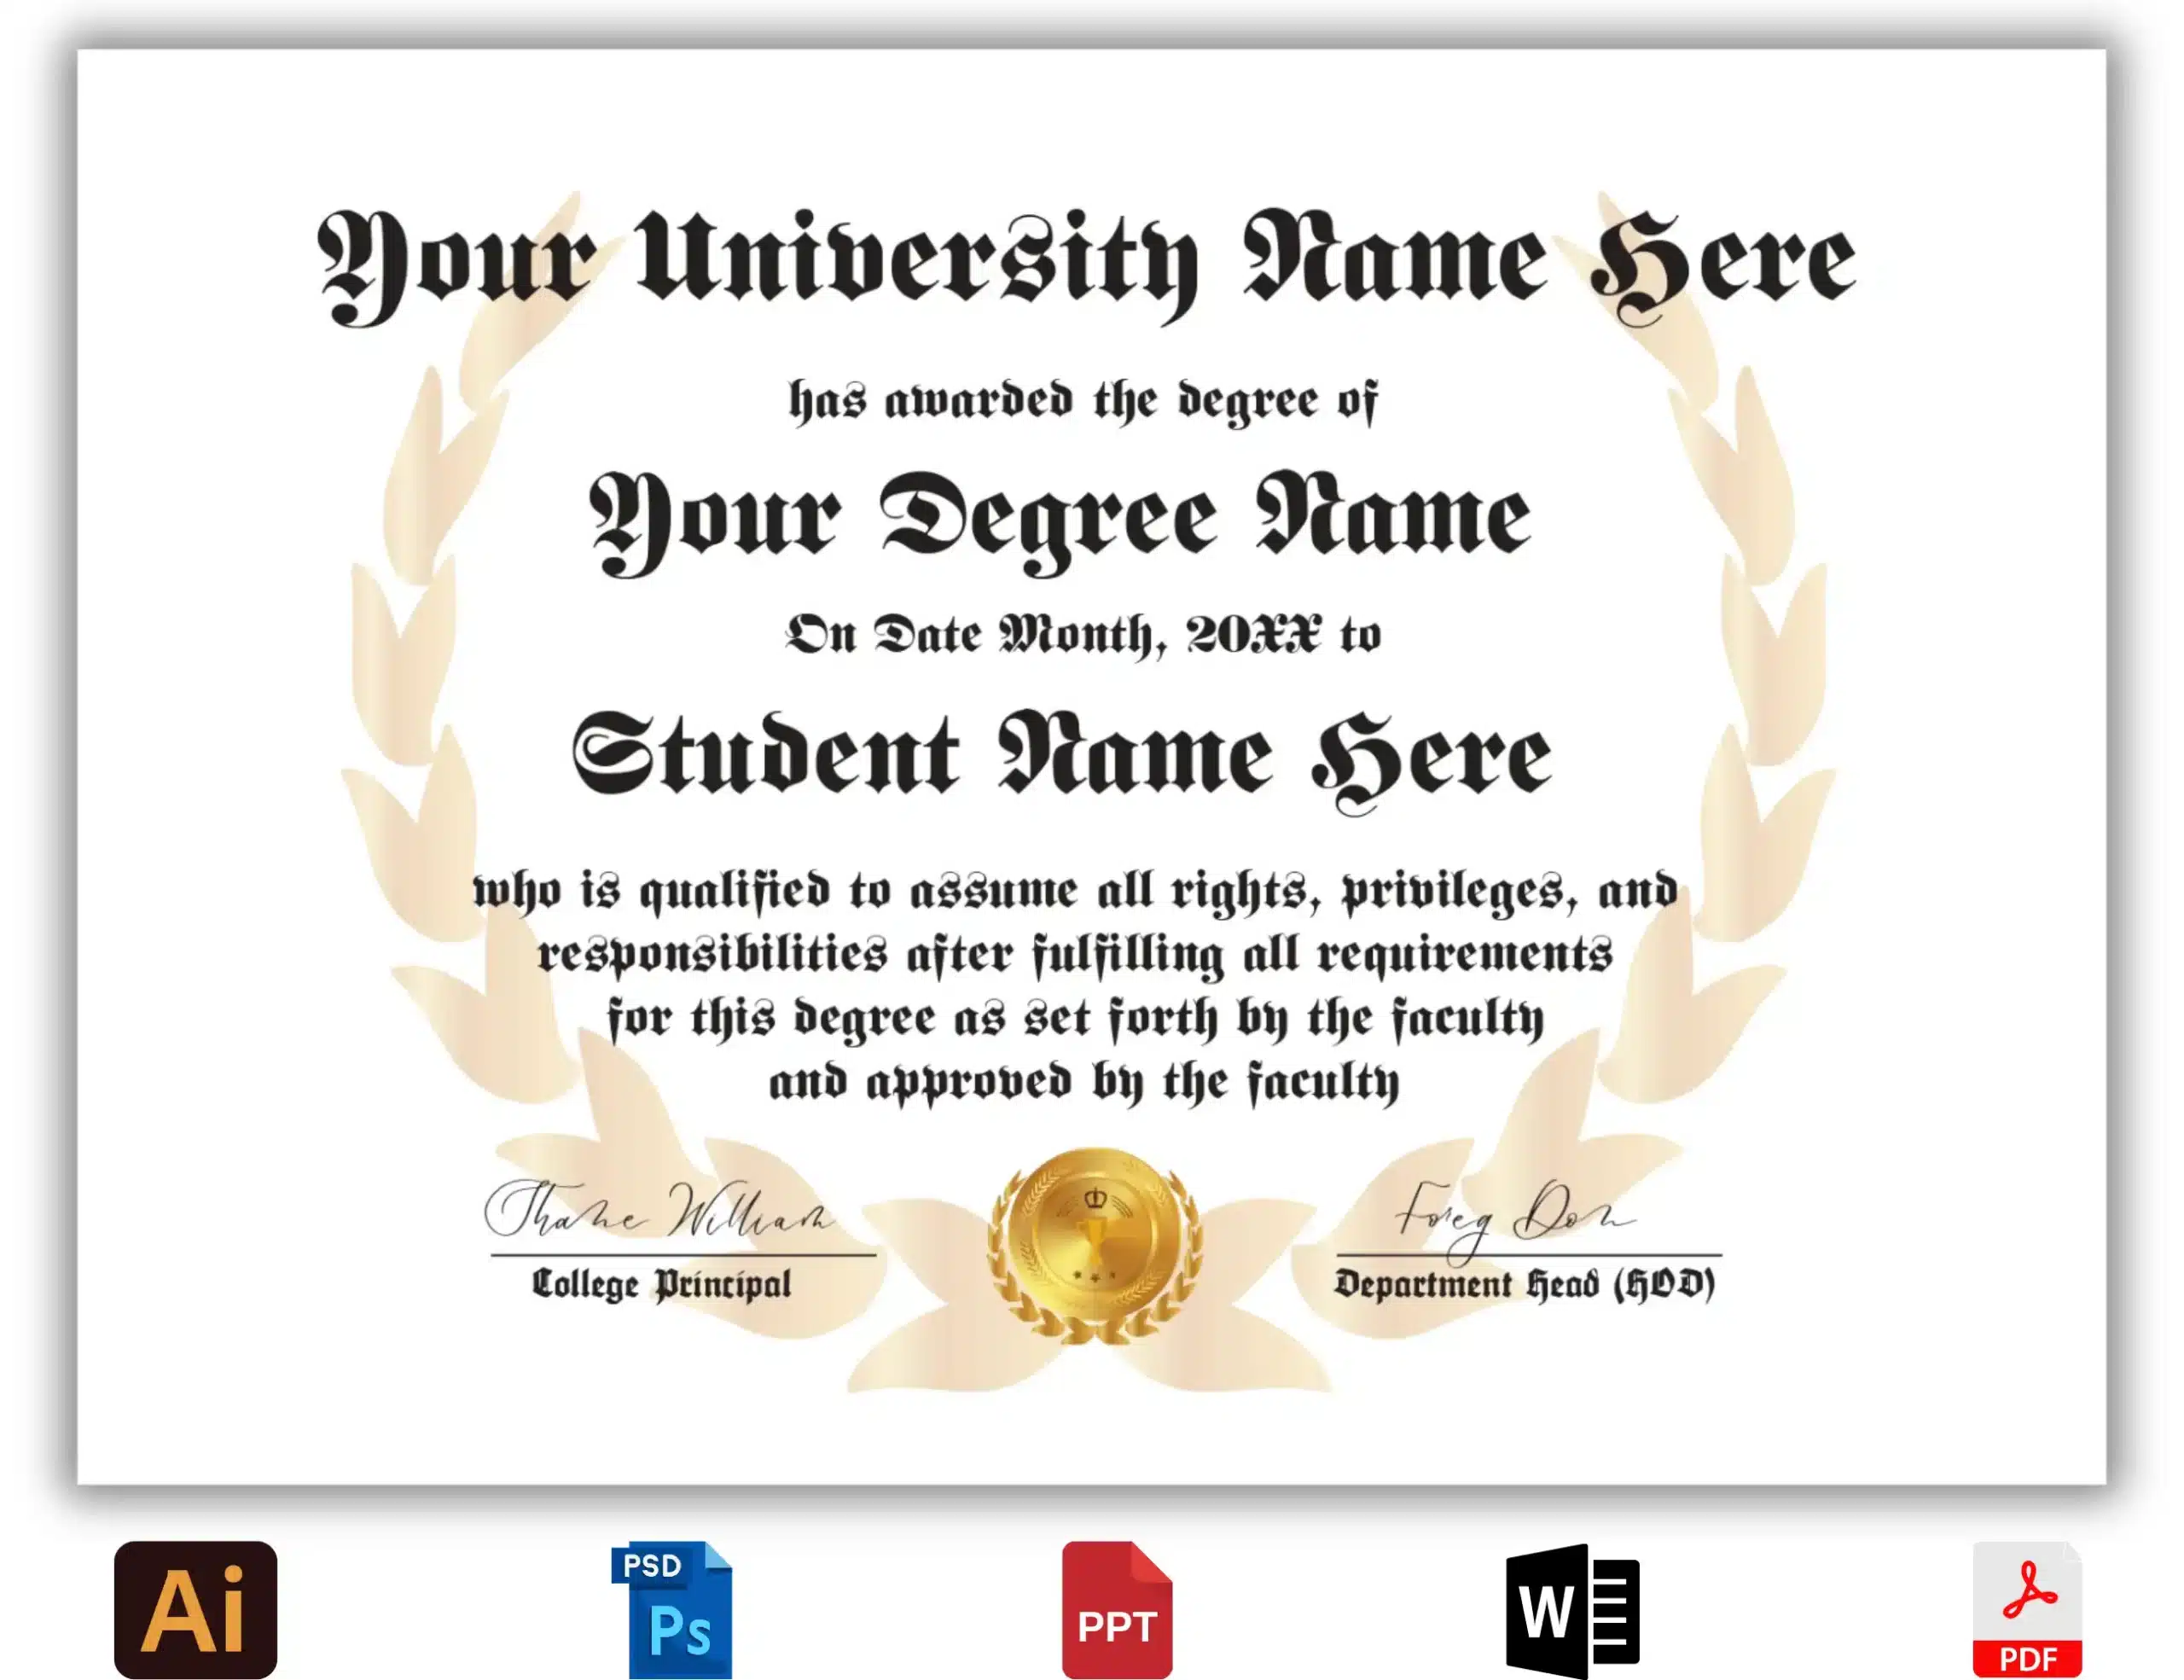 Your University Name Here
has awarded the degree of
Your Degree Name
On Date Month, 20XX to
Student Name Here
who is qualified to assume all rights, privileges, and
responsibilities after fulfilling all requirements
for this degree as set forth by the faculty
and approved by the faculty
Thane William
Foreg Don
College Principal
Department Head (HOD)
Ai
PSD
Ps
PPT
W
PDF